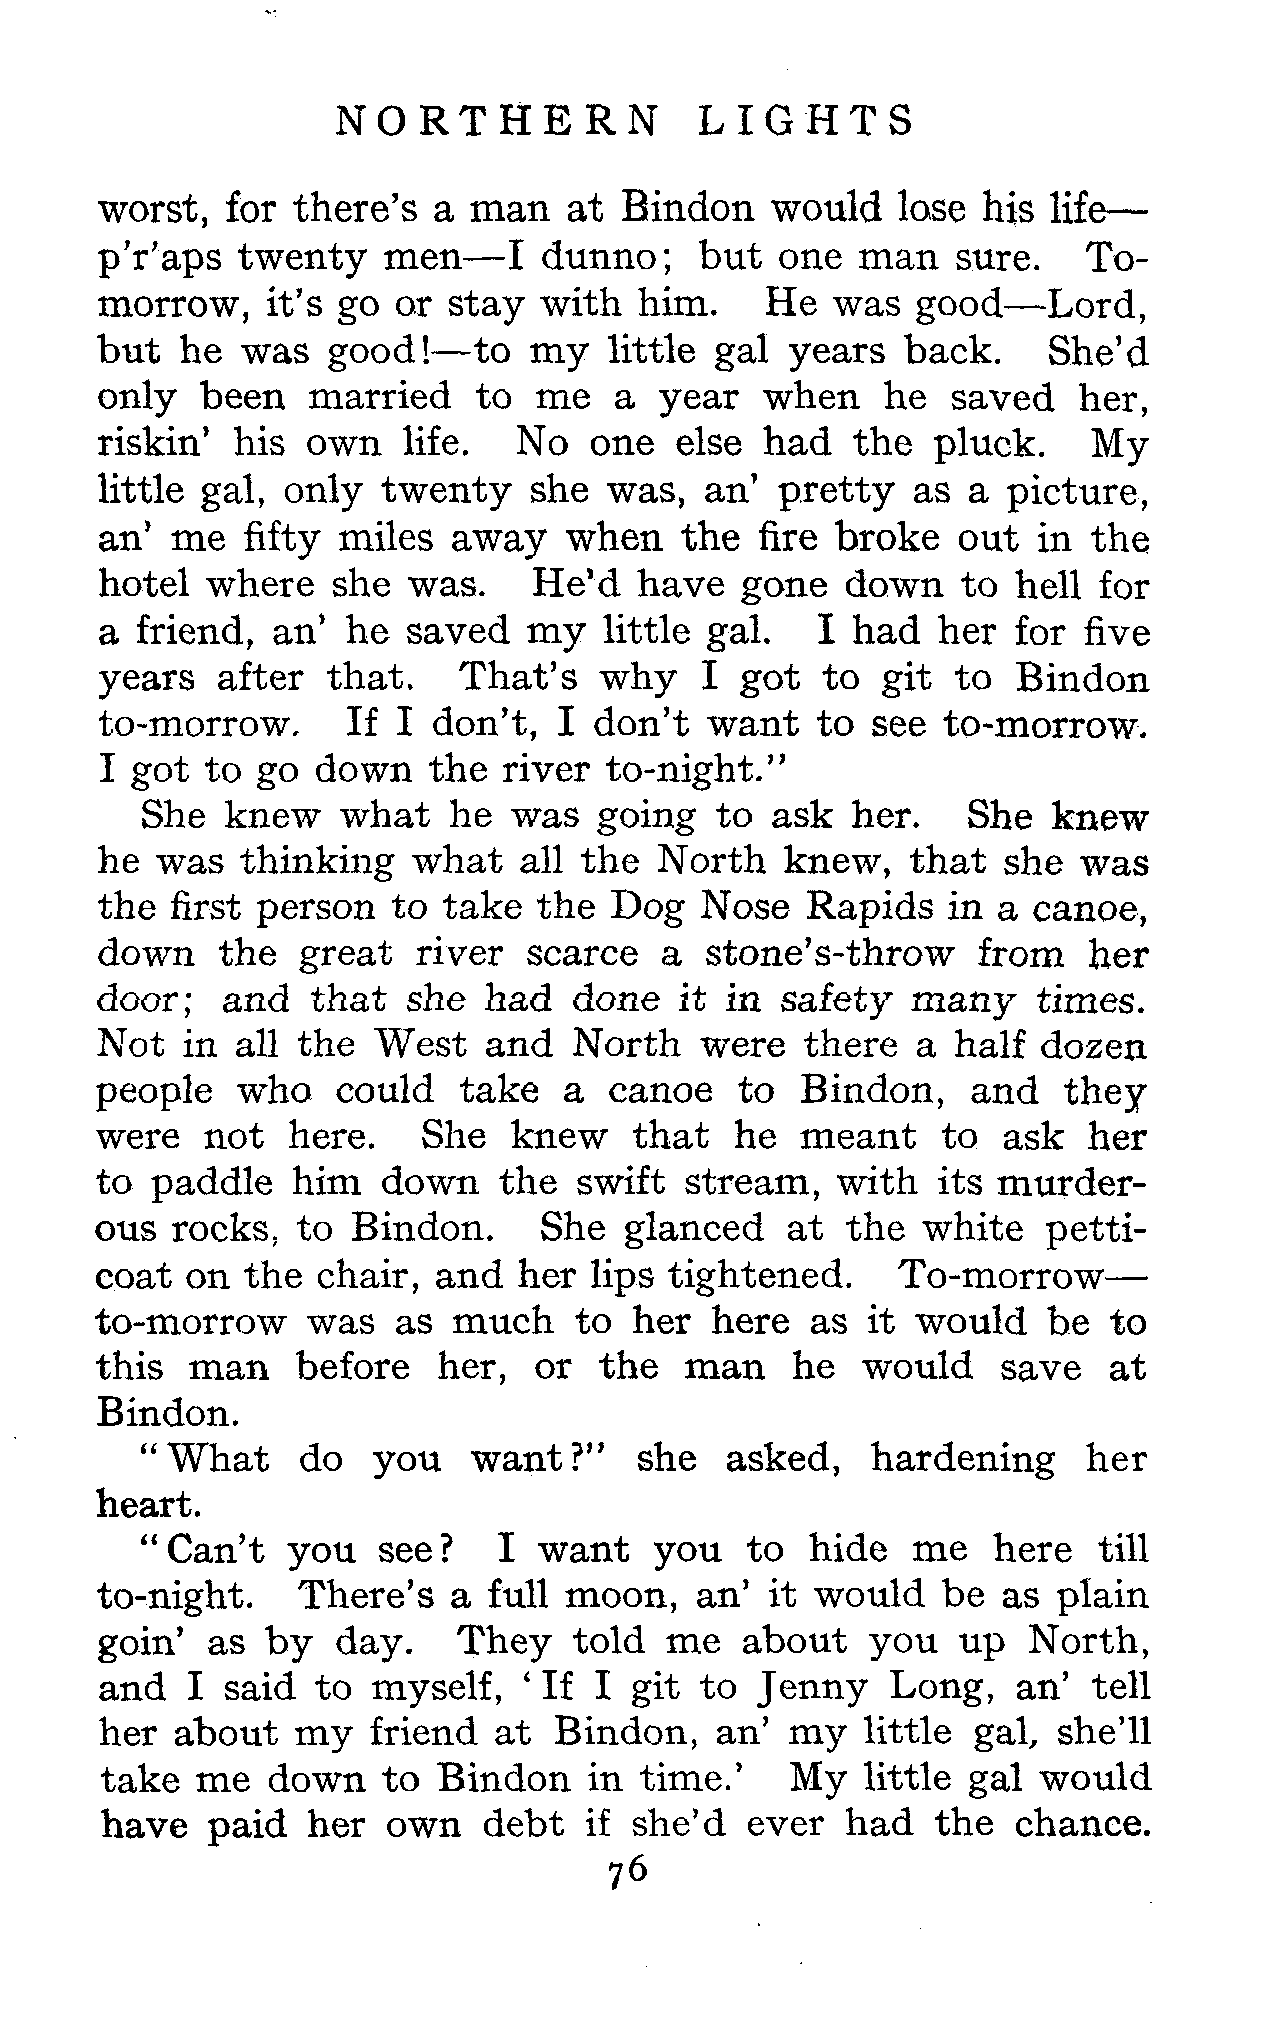 NORTHERN LIGHTS
worst, for there's a man at Bindon would lose his life—
p'r'aps twenty men—I dunno; but one man sure. To-
morrow, it's go or stay with him. He was good—Lord,
but he was good!—to my little gal years back. She'd
only been married to me a year when he saved her,
riskin' his own life. No one else had the pluck. My
little gal, only twenty she was, an' pretty as a picture,
an' me fifty miles away when the fire broke out in the
hotel where she was. He'd have gone down to hell for
a friend, an' he saved my little gal. I had her for five
years after that. That's why I got to git to Bindon
to-morrow. If I don't, I don't want to see to-morrow.
I got to go down the river to-night."
She knew what he was going to ask her. She knew
he was thinking what all the North knew, that she was
the first person to take the Dog Nose Rapids in a canoe,
down the great river scarce a stone's-throw from her
door; and that she had done it in safety many times.
Not in all the West and North were there a half dozen
people who could take a canoe to Bindon, and they
were not here. She knew that he meant to ask her
to paddle him down the swift stream, with its murder-
ous rocks, to Bindon. She glanced at the white petti-
coat on the chair, and her lips tightened. To-morrow—
to-morrow was as much to her here as it would be to
this man before her, or the man he would save at
Bindon.
"What do you want?" she asked, hardening her
heart.
"Can't you see? I want you to hide me here till
to-night. There's a full moon, an' it would be as plain
goin' as by day. They told me about you up North,
and I said to myself, 'If I git to Jenny Long, an' tell
her about my friend at Bindon, an' my little gal, she'll
take me down to Bindon in time.' My little gal would
have paid her own debt if she'd ever had the chance.
76